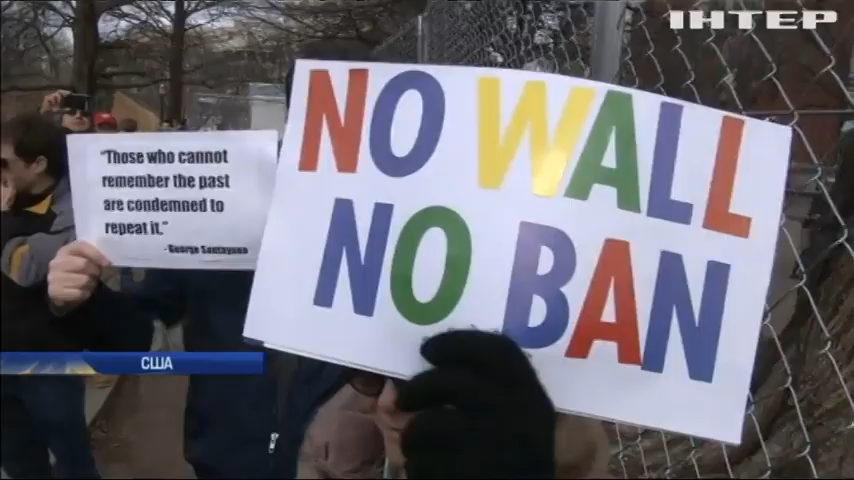 ІНТЕР
NO WALL
NO BAN
"Those who cannot
remember the past
are condemned to
repeat it."
- George Santayana
США